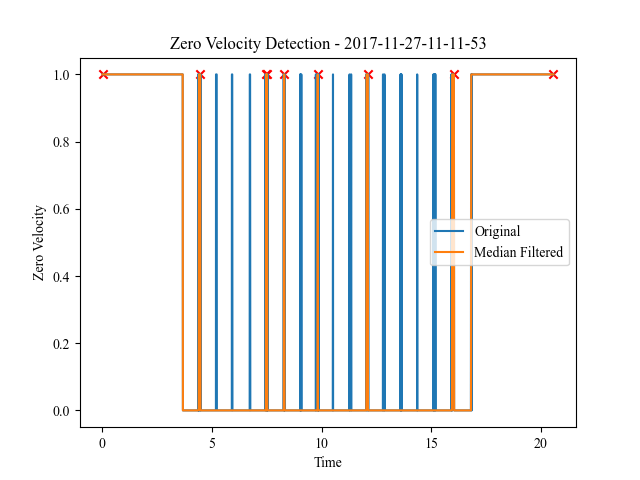 Zero Velocity Detection - 2017-11-27-11-11-53
1.0
0.8
0.6
0.4
0.2
0.0
Zero Velocity
Original
Median Filtered
0
5
10
15
20
Time